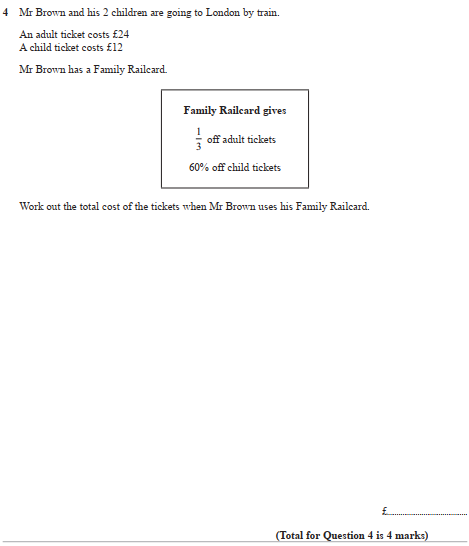 4 Mr Brown and his 2 children are going to London by train.
An adult ticket costs £24
A child ticket costs £12
Mr Brown has a Family Railcard.
Family Railcard gives
1/3 off adult tickets
60% off child tickets
Work out the total cost of the tickets when Mr Brown uses his Family Railcard.
£..............................
(Total for Question 4 is 4 marks)